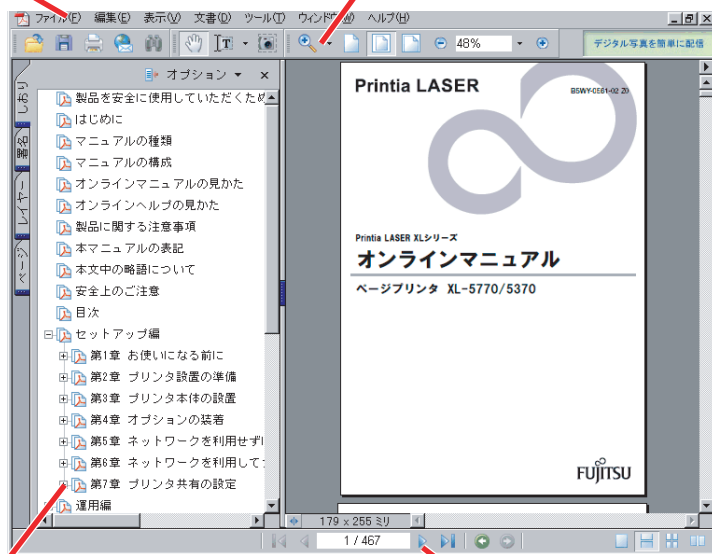 ファイル(F) 編集(E) 表示(V) 文書(D) ツール(T) ウィンドウ(W) ヘルプ(H)
48%
デジタル写真を簡単に配信
オプション
しおり
署名
レイヤー
ページ
製品を安全に使用していただくため
はじめに
マニュアルの種類
マニュアルの構成
オンラインマニュアルの見かた
オンラインヘルプの見かた
製品に関する注意事項
本マニュアルの表記
本文中の略語について
安全上のご注意
目次
セットアップ編
第1章 お使いになる前に
第2章 プリンタ設置の準備
第3章 プリンタ本体の設置
第4章 オプションの装着
第5章 ネットワークを利用せず
第6章 ネットワークを利用して
第7章 プリンタ共有の設定
運用編
Printia LASER
B5WY-0E61-02 Z0
Printia LASER XLシリーズ
オンラインマニュアル
ページプリンタ XL-5770/5370
FUJITSU
179 x 255 ミリ
1 / 467